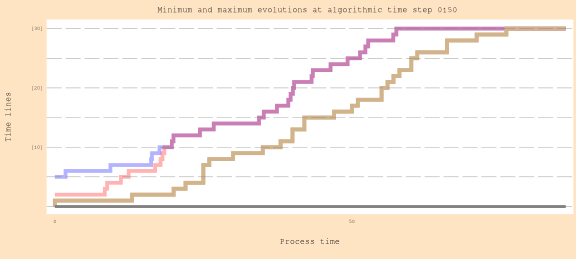 Minimum and maximum evolutions at algorithmic time step 0:50
[30]
[20]
[10]
Time lines
0
50
Process time